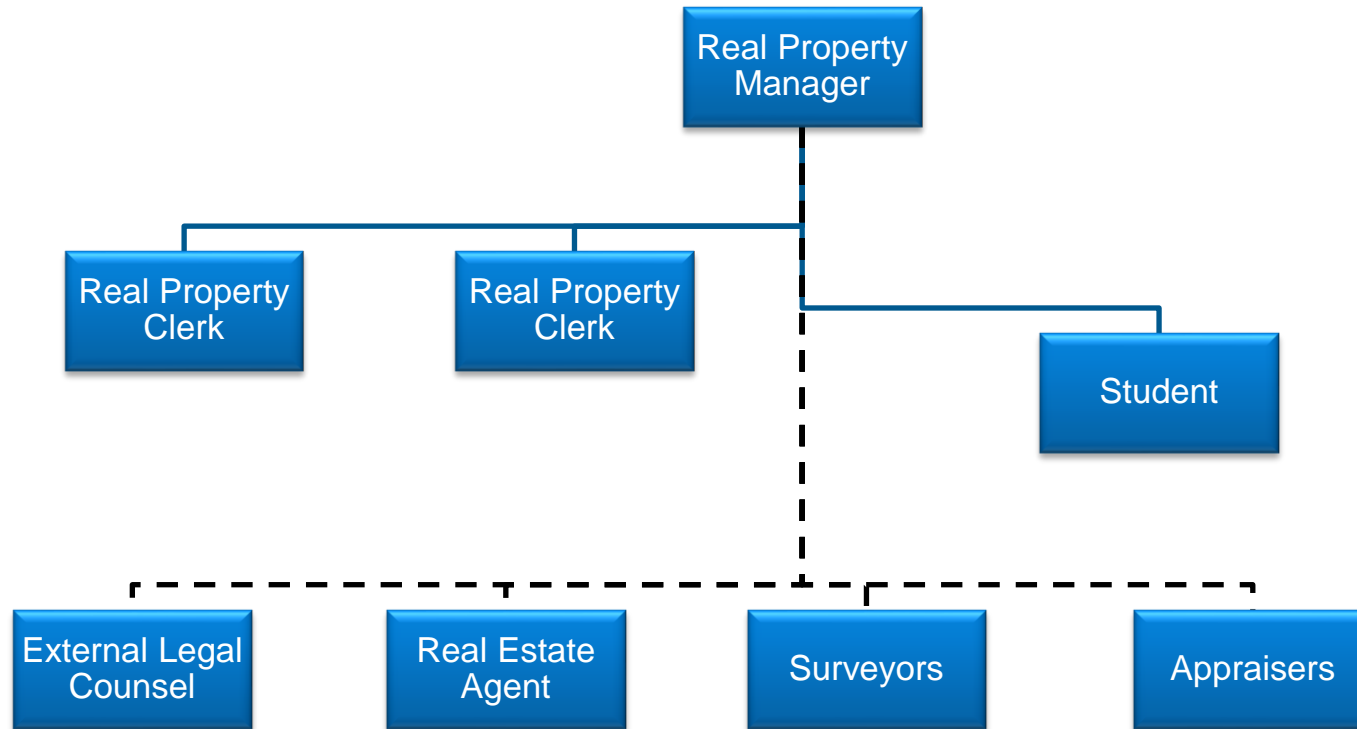 Real Property
Manager
Real Property
Clerk
Real Property
Clerk
Student
External Legal
Counsel
Real Estate
Agent
Surveyors
Appraisers